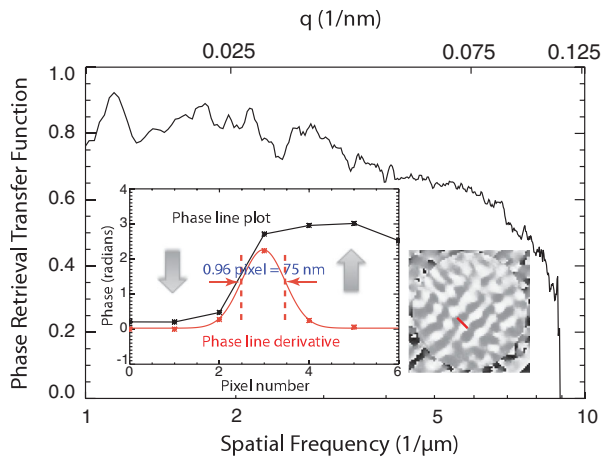 q (1/nm)
0.025 0.075 0.125
Phase Retrieval Transfer Function
1.0
0.8
0.6
0.4
0.2
0.0
Phase (radians)
4
3
2
1
0
-1
Phase line plot
0.96 pixel = 75 nm
Phase line derivative
0 2 4 6
Pixel number
1 2 5 10
Spatial Frequency (1/μm)